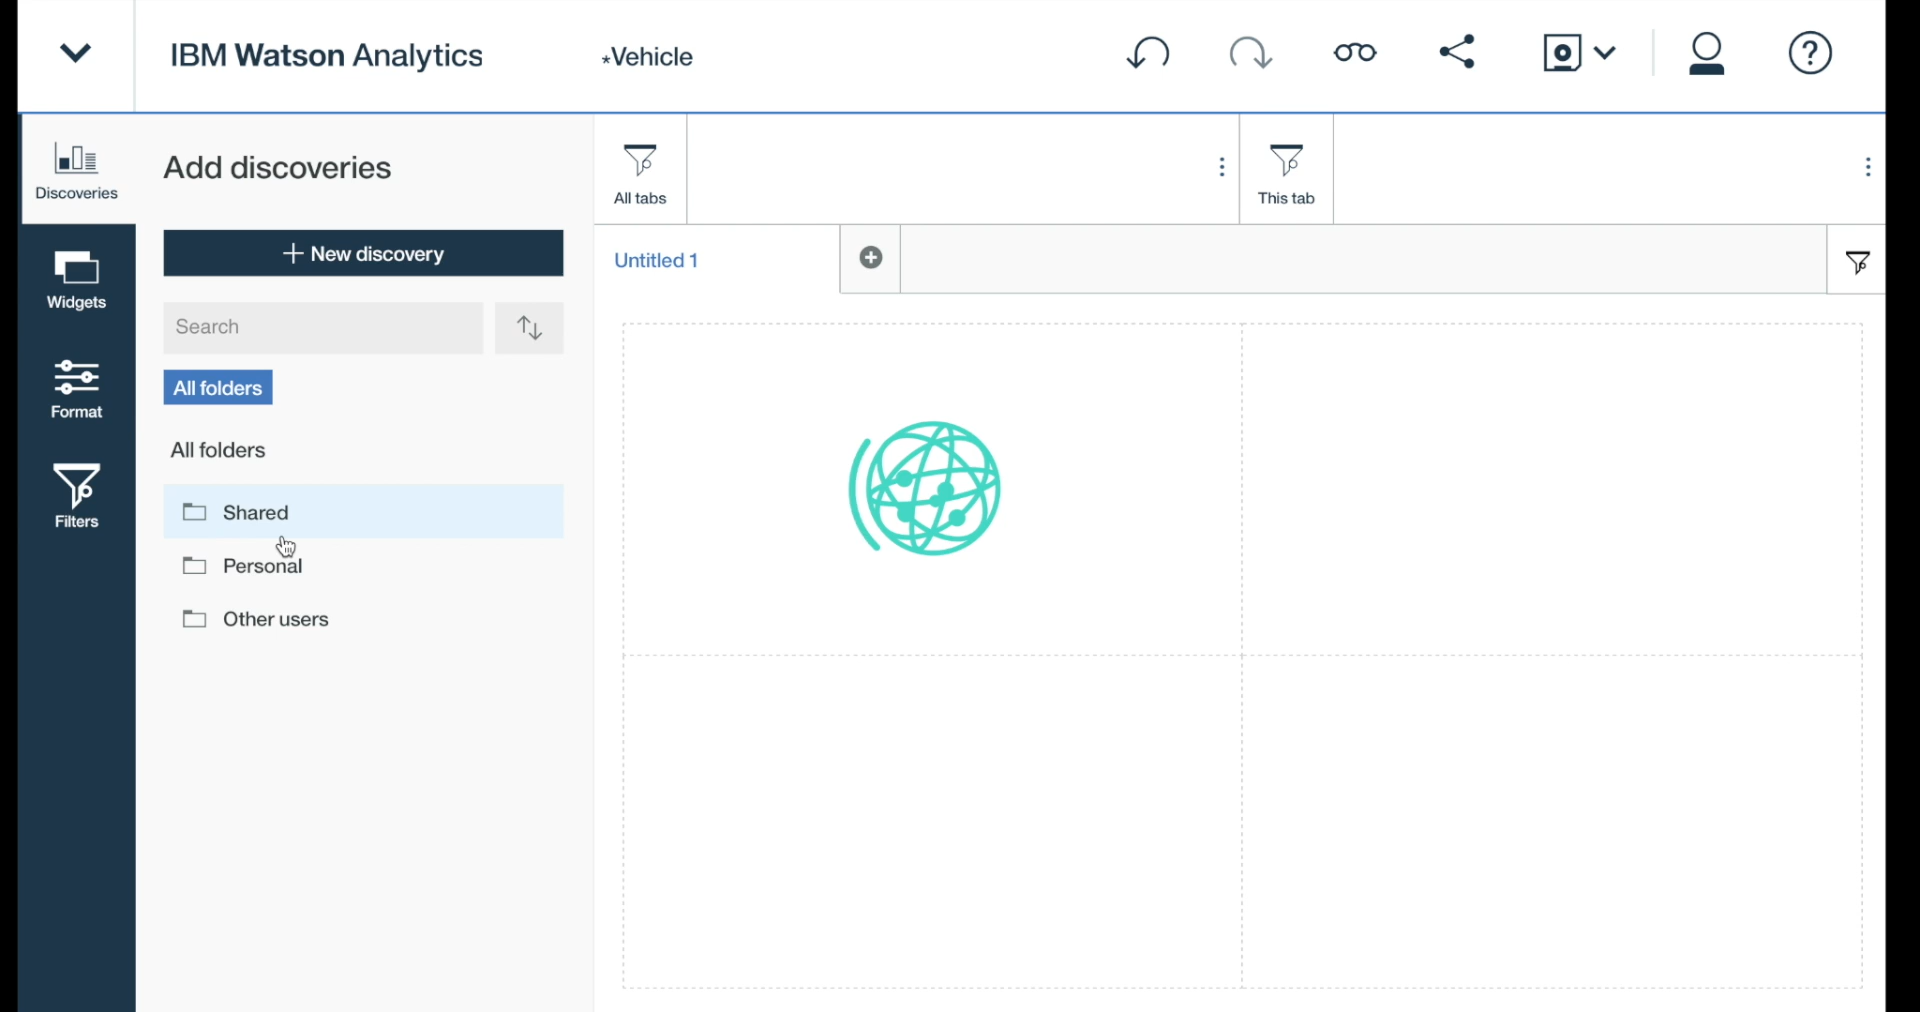 IBM Watson Analytics
*Vehicle
Discoveries
Widgets
Format
Filters
Add discoveries
New discovery
Search
All folders
All folders
Shared
Personal
Other users
All tabs
This tab
Untitled 1